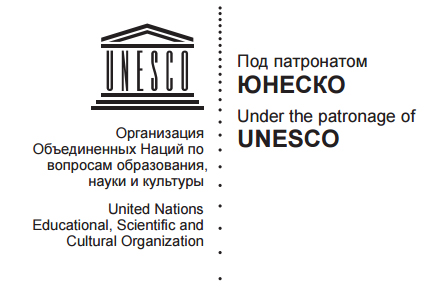 UNESCO
Организация
Объединенных Наций по
вопросам образования,
науки и культуры
United Nations
Educational, Scientific and
Cultural Organization
Под патронатом
ЮНЕСКО
Under the patronage of
UNESCO